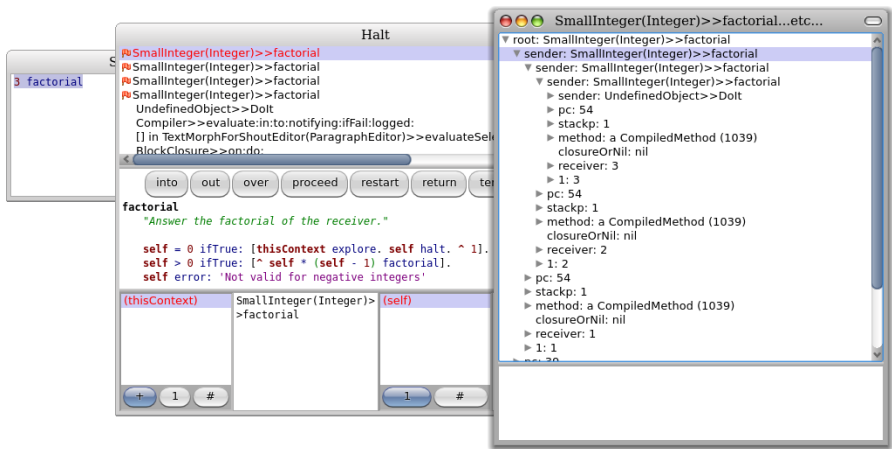 S
3 factorial
Halt
SmallInteger(Integer)>>factorial
SmallInteger(Integer)>>factorial
SmallInteger(Integer)>>factorial
SmallInteger(Integer)>>factorial
UndefinedObject>>DoIt
Compiler>>evaluate:in:to:notifying:ifFail:logged:
[] in TextMorphForShoutEditor(ParagraphEditor)>>evaluateSele
BlockClosure>>on:do:
into out over proceed restart return ter
factorial
"Answer the factorial of the receiver."
self = 0 ifTrue: [thisContext explore. self halt. ^ 1].
self > 0 ifTrue: [^ self * (self - 1) factorial].
self error: 'Not valid for negative integers'
(thisContext)
+ 1 #
SmallInteger(Integer)>
>factorial
(self)
1 #
SmallInteger(Integer)>>factorial...etc...
root: SmallInteger(Integer)>>factorial
sender: SmallInteger(Integer)>>factorial
sender: SmallInteger(Integer)>>factorial
sender: SmallInteger(Integer)>>factorial
sender: UndefinedObject>>DoIt
pc: 54
stackp: 1
method: a CompiledMethod (1039)
closureOrNil: nil
receiver: 3
1: 3
pc: 54
stackp: 1
method: a CompiledMethod (1039)
closureOrNil: nil
receiver: 2
1: 2
pc: 54
stackp: 1
method: a CompiledMethod (1039)
closureOrNil: nil
receiver: 1
1: 1